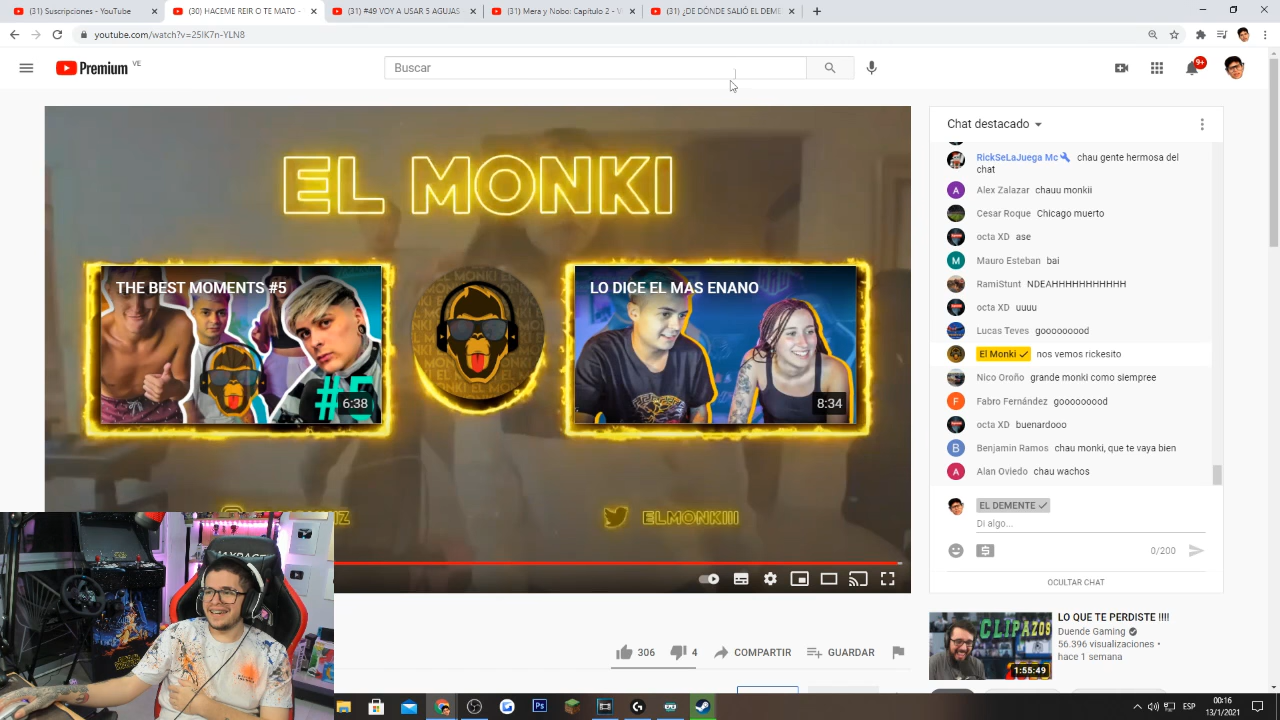 (31) Suscripciones - YouTube
(30) HACEME REIR O TE MATO -
(31) #49 VOY A USAR 5 AGUJAS
(31) Mera y Nobo: Capítulo 2 - V
(31) ¿DE DÓNDE SALIÓ EL DEME
youtube.com/watch?v=25IK7n-YLN8
Premium VE
Buscar
9+
EL MONKI
THE BEST MOMENTS #5
#5
6:38
LO DICE EL MAS ENANO
8:34
ELMONKIII
Chat destacado
RickSeLaJuega Mc chau gente hermosa del
chat
A Alex Zalazar chauu monkii
Cesar Roque Chicago muerto
octa XD ase
M Mauro Esteban bai
RamiStunt NDEAHHHHHHHHHHH
octa XD uuuu
Lucas Teves gooooooood
El Monki nos vemos rickesito
Nico Oroño grande monki como siempree
F Fabro Fernández gooooooood
octa XD buenardooo
B Benjamin Ramos chau monki, que te vaya bien
A Alan Oviedo chau wachos
EL DEMENTE
Di algo...
0/200
OCULTAR CHAT
306
4
COMPARTIR
GUARDAR
CLIPAZOS
1:55:49
LO QUE TE PERDISTE !!!!
Duende Gaming
56.396 visualizaciones •
hace 1 semana
ESP
00:16
13/1/2021